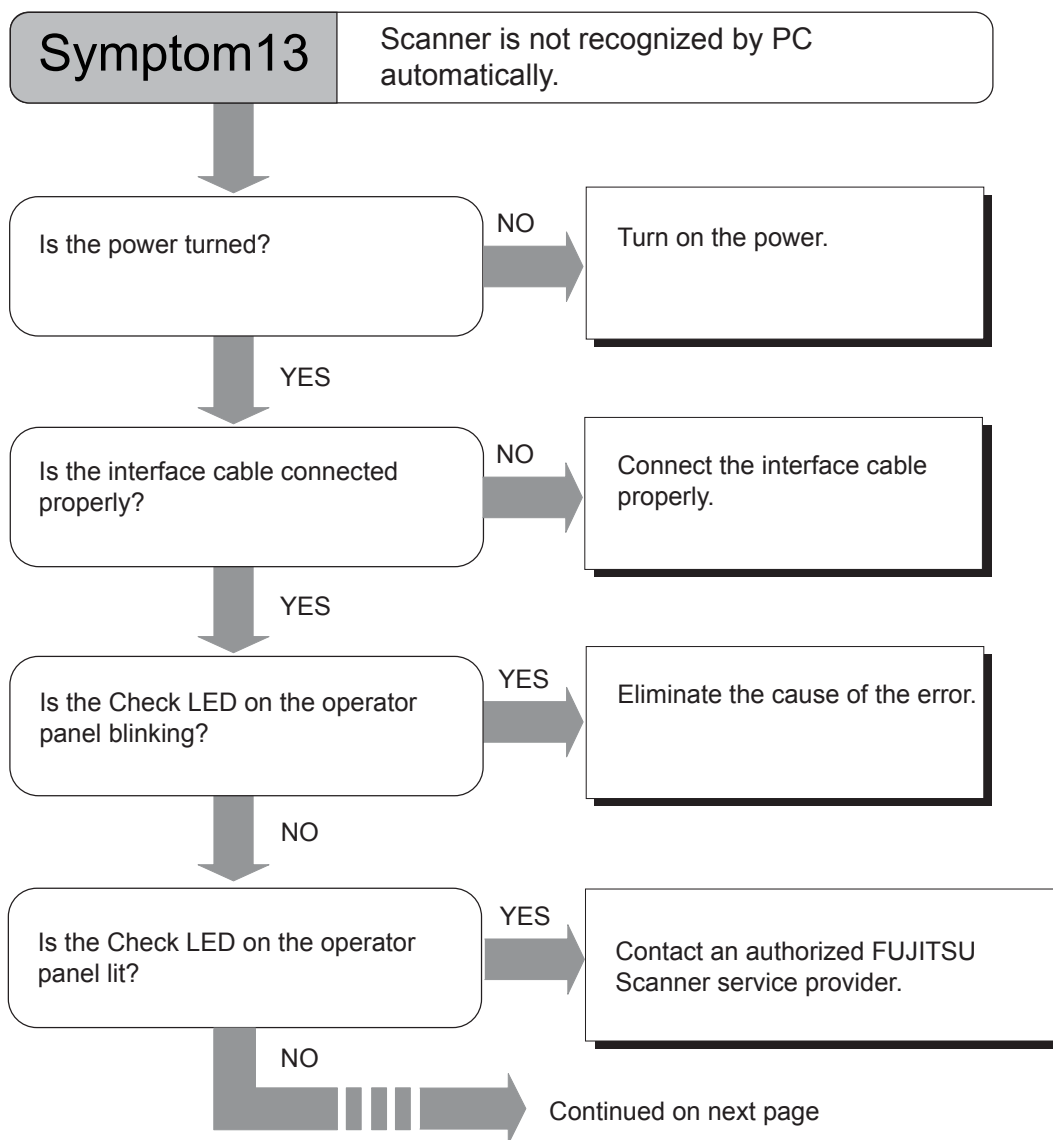 Symptom13
Scanner is not recognized by PC
automatically.
Is the power turned?
NO
Turn on the power.
YES
Is the interface cable connected
properly?
NO
Connect the interface cable
properly.
YES
Is the Check LED on the operator
panel blinking?
YES
Eliminate the cause of the error.
NO
Is the Check LED on the operator
panel lit?
YES
Contact an authorized FUJITSU
Scanner service provider.
NO
Continued on next page